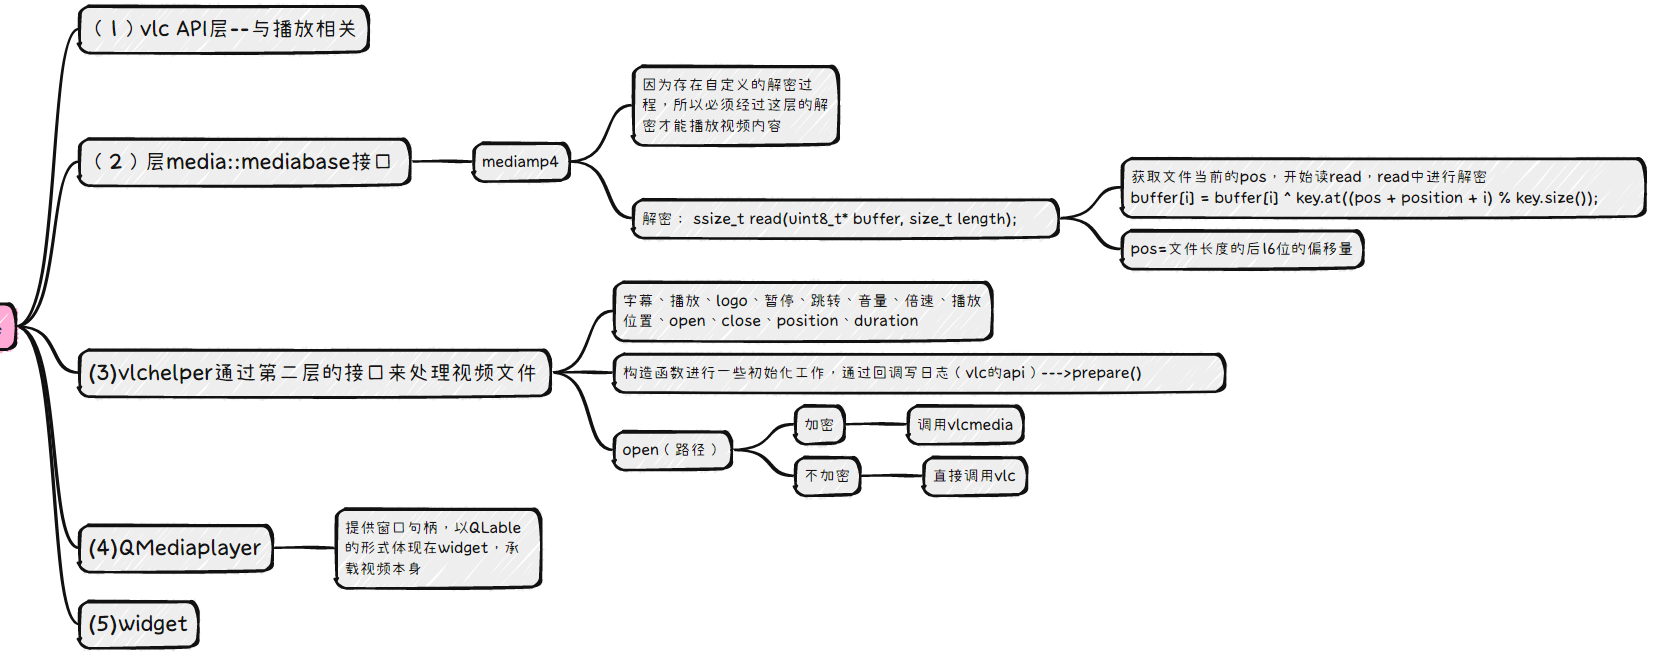 （1）vlc API层--与播放相关
（2）层media::mediabase接口
mediamp4
因为存在自定义的解密过
程，所以必须经过这层的解
密才能播放视频内容
解密： ssize_t read(uint8_t* buffer, size_t length);
获取文件当前的pos，开始读read，read中进行解密
buffer[i] = buffer[i] ^ key.at((pos + position + i) % key.size());
pos=文件长度的后16位的偏移量
(3)vlchelper通过第二层的接口来处理视频文件
字幕、播放、logo、暂停、跳转、音量、倍速、播放
位置、open、close、position、duration
构造函数进行一些初始化工作，通过回调写日志（vlc的api）--->prepare()
open（路径）
加密
调用vlcmedia
不加密
直接调用vlc
(4)QMediaplayer
提供窗口句柄，以QLable
的形式体现在widget，承
载视频本身
(5)widget